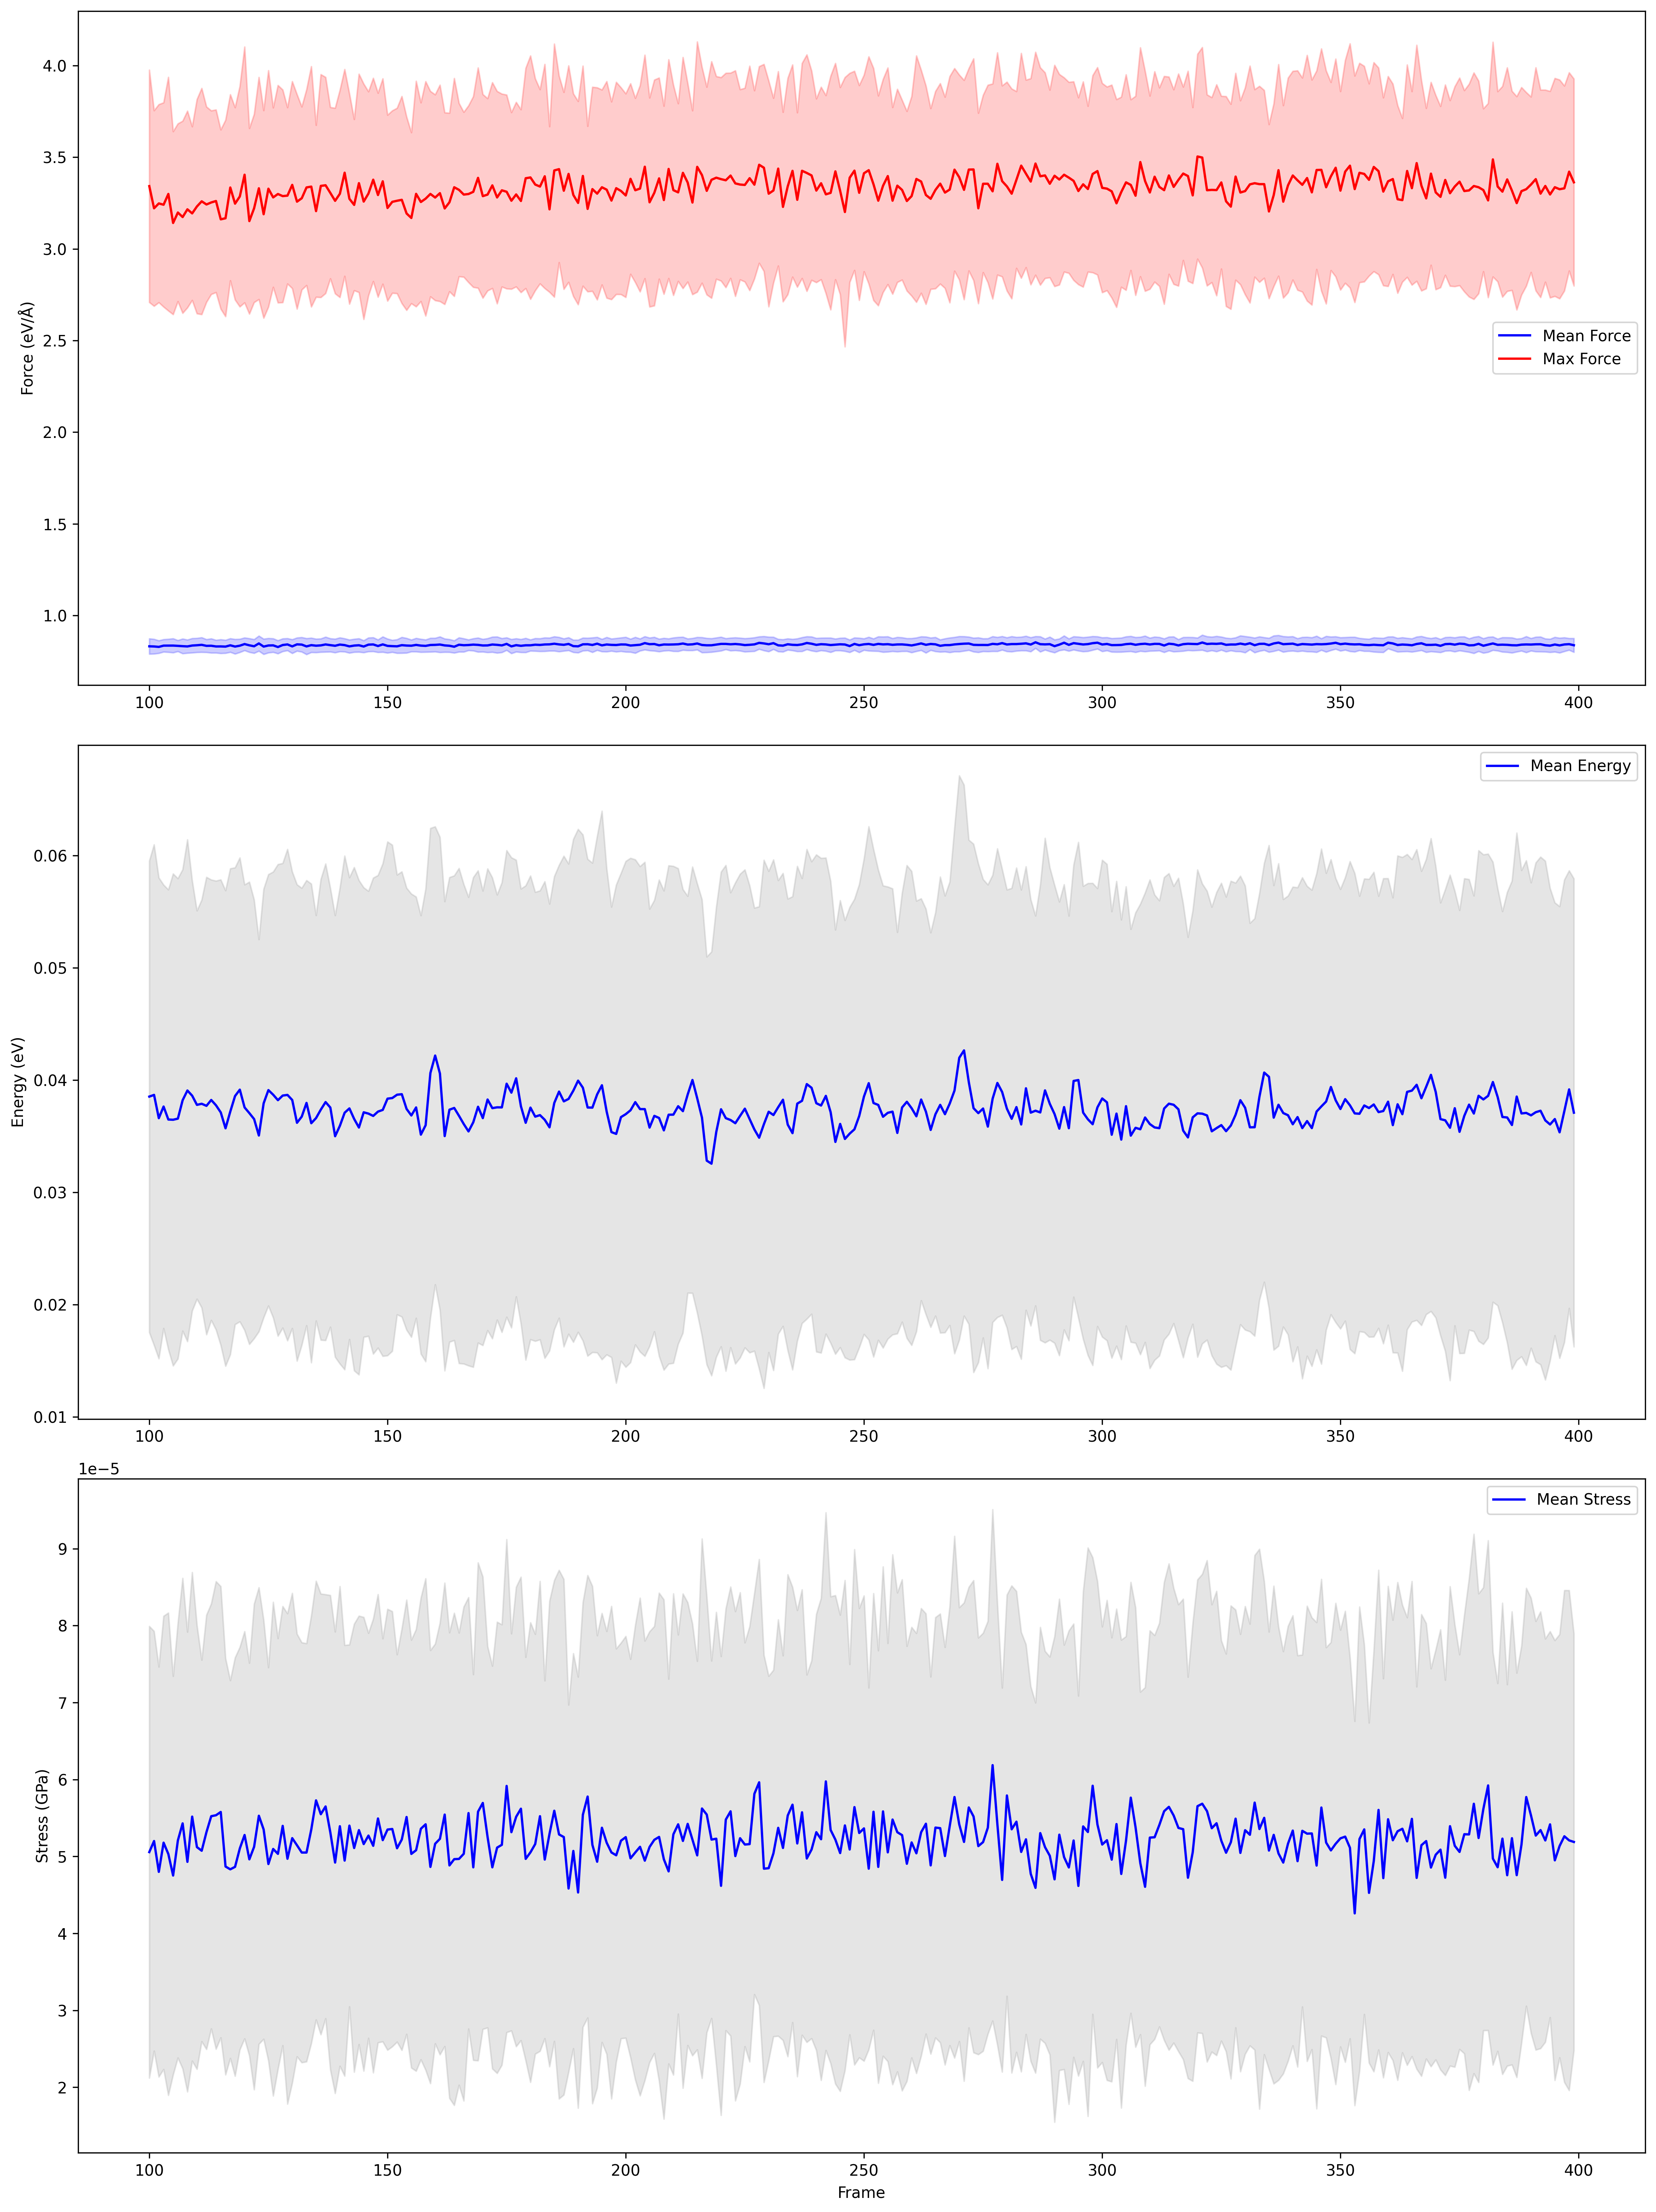 4.0
3.5
3.0
2.5
2.0
1.5
1.0
Force (eV/Å)
Mean Force
Max Force
100 150 200 250 300 350 400
Mean Energy
0.06
0.05
0.04
0.03
0.02
0.01
Energy (eV)
100 150 200 250 300 350 400
1e−5
Mean Stress
9
8
7
6
5
4
3
2
Stress (GPa)
100 150 200 250 300 350 400
Frame